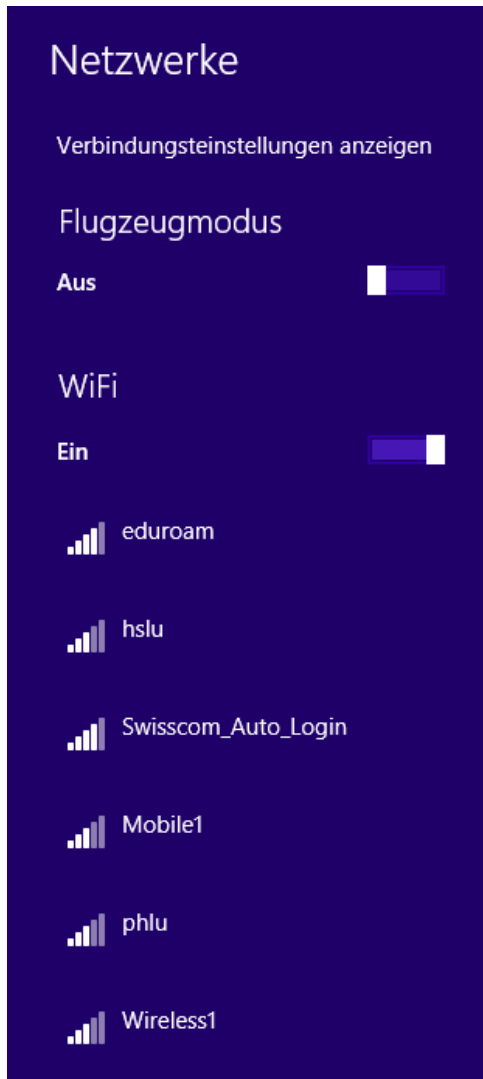 Netzwerke
Verbindungsteinstellungen anzeigen
Flugzeugmodus
Aus
WiFi
Ein
eduroam
hslu
Swisscom_Auto_Login
Mobile1
phlu
Wireless1